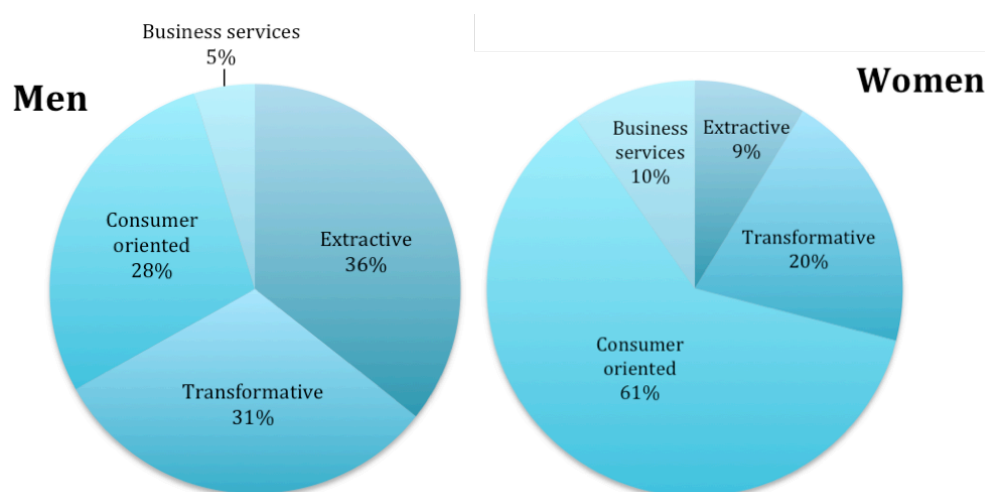 Men
Business services
5%
Extractive
36%
Transformative
31%
Consumer
oriented
28%
Women
Extractive
9%
Transformative
20%
Consumer
oriented
61%
Business
services
10%